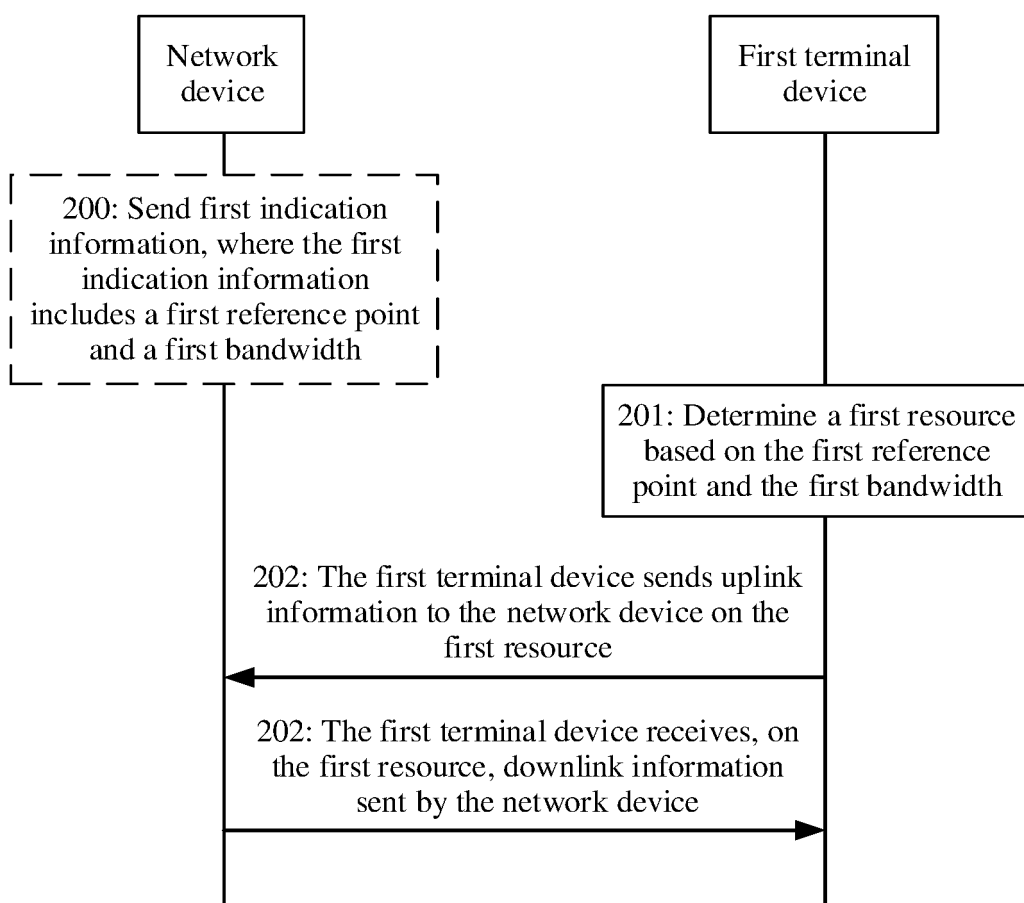 Network
device
First terminal
device
200: Send first indication
information, where the first
indication information
includes a first reference point
and a first bandwidth
201: Determine a first resource
based on the first reference
point and the first bandwidth
202: The first terminal device sends uplink
information to the network device on the
first resource
202: The first terminal device receives, on
the first resource, downlink information
sent by the network device